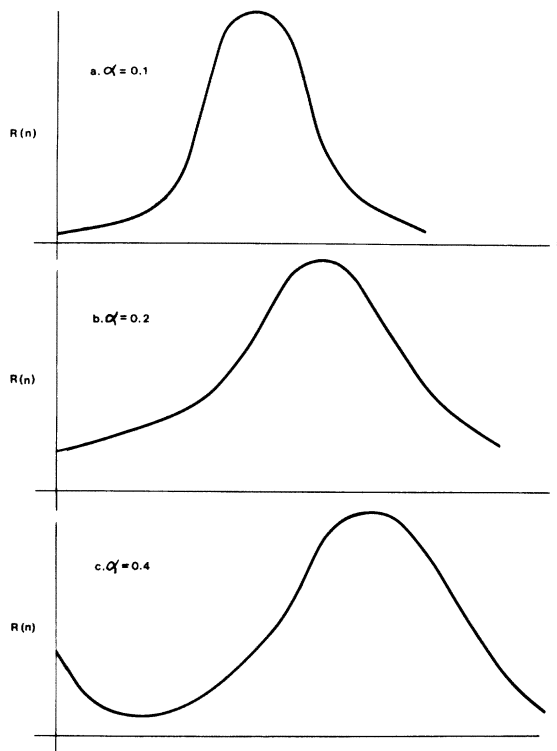 a. α = 0.1
R(n)
b. α = 0.2
R(n)
c. α = 0.4
R(n)